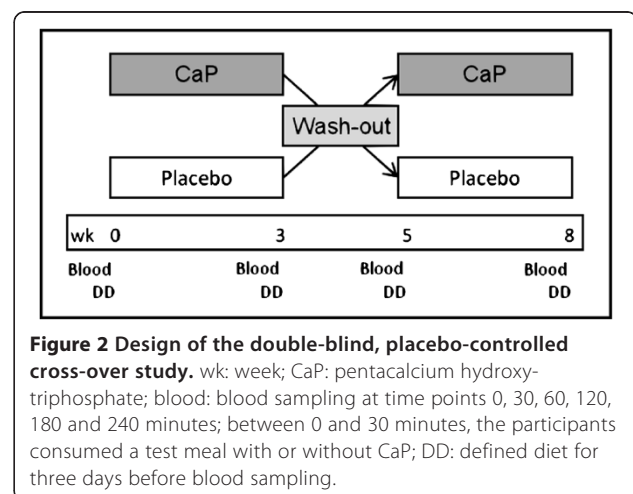 CaP CaP
Wash-out
Placebo Placebo
wk 0 3 5 8
Blood Blood Blood Blood
DD DD DD DD
Figure 2 Design of the double-blind, placebo-controlled
cross-over study. wk: week; CaP: pentacalcium hydroxy-
triphosphate; blood: blood sampling at time points 0, 30, 60, 120,
180 and 240 minutes; between 0 and 30 minutes, the participants
consumed a test meal with or without CaP; DD: defined diet for
three days before blood sampling.